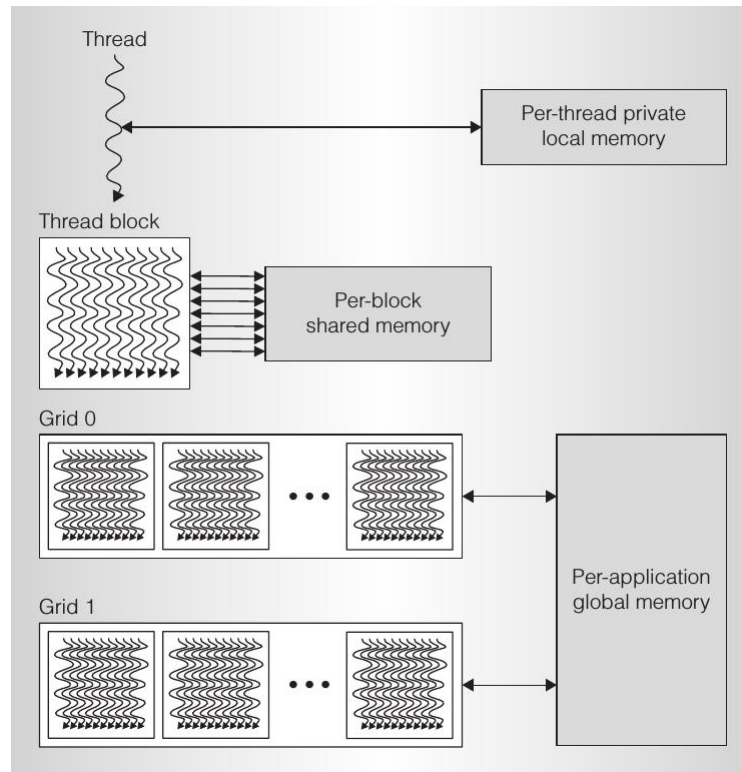 Thread
Per-thread private
local memory
Thread block
Per-block
shared memory
Grid 0
Per-application
global memory
Grid 1